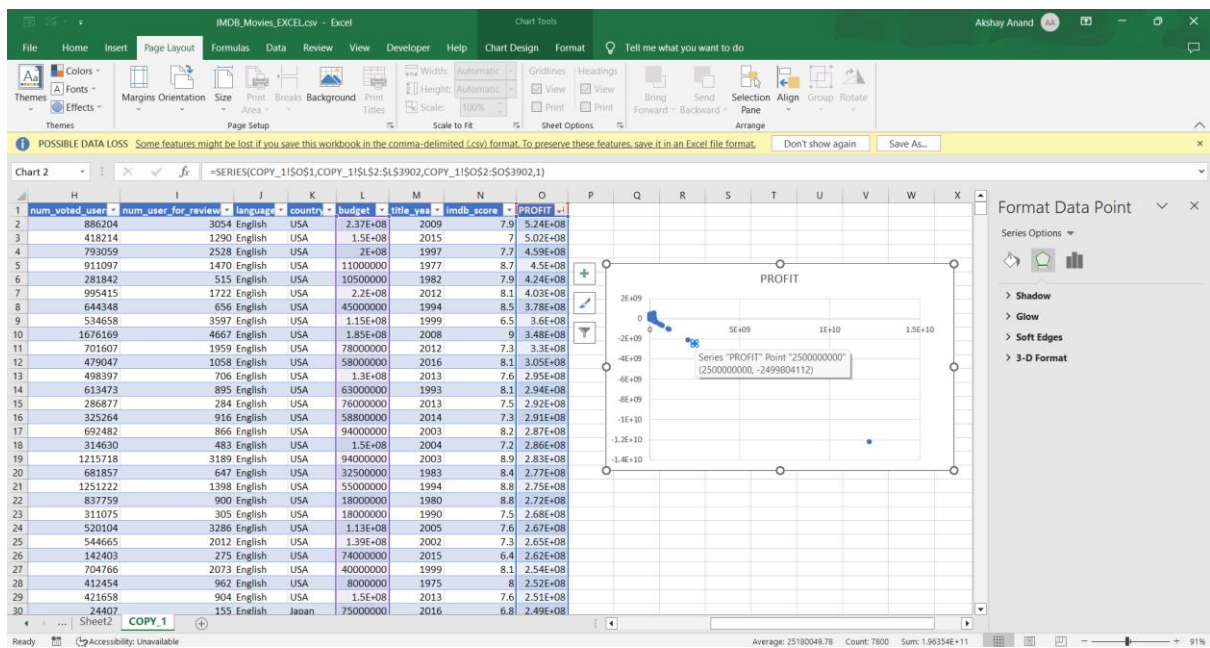 IMDB_Movies_EXCEL.csv - Excel Chart Tools Akshay Anand AA
File Home Insert Page Layout Formulas Data Review View Developer Help Chart Design Format Tell me what you want to do
Aa Colors Width: Automatic Gridlines Headings
Fonts Height: Automatic View View
Themes Effects Margins Orientation Size Print Area Breaks Background Print Titles Scale: 100% Print Print Bring Forward Send Backward Selection Pane Align Group Rotate
Themes Page Setup Scale to Fit Sheet Options Arrange
POSSIBLE DATA LOSS Some features might be lost if you save this workbook in the comma-delimited (.csv) format. To preserve these features, save it in an Excel file format. Don't show again Save As...
Chart 2 fx =SERIES(COPY_1!$O$1,COPY_1!$L$2:$L$3902,COPY_1!$O$2:$O$3902,1)
H I J K L M N O P Q R S T U V W X
1 num_voted_user num_user_for_review language country budget title_yea imdb_score PROFIT
2 886204 3054 English USA 2.37E+08 2009 7.9 5.24E+08
3 418214 1290 English USA 1.5E+08 2015 7 5.02E+08
4 793059 2528 English USA 2E+08 1997 7.7 4.59E+08
5 911097 1470 English USA 11000000 1977 8.7 4.5E+08
6 281842 515 English USA 10500000 1982 7.9 4.24E+08
7 995415 1722 English USA 2.2E+08 2012 8.1 4.03E+08
8 644348 656 English USA 45000000 1994 8.5 3.78E+08
9 534658 3597 English USA 1.15E+08 1999 6.5 3.6E+08
10 1676169 4667 English USA 1.85E+08 2008 9 3.48E+08
11 701607 1959 English USA 78000000 2012 7.3 3.3E+08
12 479047 1058 English USA 58000000 2016 8.1 3.05E+08
13 498397 706 English USA 1.3E+08 2013 7.6 2.95E+08
14 613473 895 English USA 63000000 1993 8.1 2.94E+08
15 286877 284 English USA 76000000 2013 7.5 2.92E+08
16 325264 916 English USA 58800000 2014 7.3 2.91E+08
17 692482 866 English USA 94000000 2003 8.2 2.87E+08
18 314630 483 English USA 1.5E+08 2004 7.2 2.86E+08
19 1215718 3189 English USA 94000000 2003 8.9 2.83E+08
20 681857 647 English USA 32500000 1983 8.4 2.77E+08
21 1251222 1398 English USA 55000000 1994 8.8 2.75E+08
22 837759 900 English USA 18000000 1980 8.8 2.72E+08
23 311075 305 English USA 18000000 1990 7.5 2.68E+08
24 520104 3286 English USA 1.13E+08 2005 7.6 2.67E+08
25 544665 2012 English USA 1.39E+08 2002 7.3 2.65E+08
26 142403 275 English USA 74000000 2015 6.4 2.62E+08
27 704766 2073 English USA 40000000 1999 8.1 2.54E+08
28 412454 962 English USA 8000000 1975 8 2.52E+08
29 421658 904 English USA 1.5E+08 2013 7.6 2.51E+08
30 24407 155 English Japan 75000000 2016 6.8 2.49E+08
PROFIT
2E+09
0
0 5E+09 1E+10 1.5E+10
-2E+09
-4E+09
-6E+09
-8E+09
-1E+10
-1.2E+10
-1.4E+10
Series "PROFIT" Point "2500000000"
(2500000000, -2499804112)
Format Data Point
Series Options
Shadow
Glow
Soft Edges
3-D Format
... Sheet2 COPY_1
Ready Accessibility: Unavailable Average: 25180049.78 Count: 7800 Sum: 1.96354E+11 91%